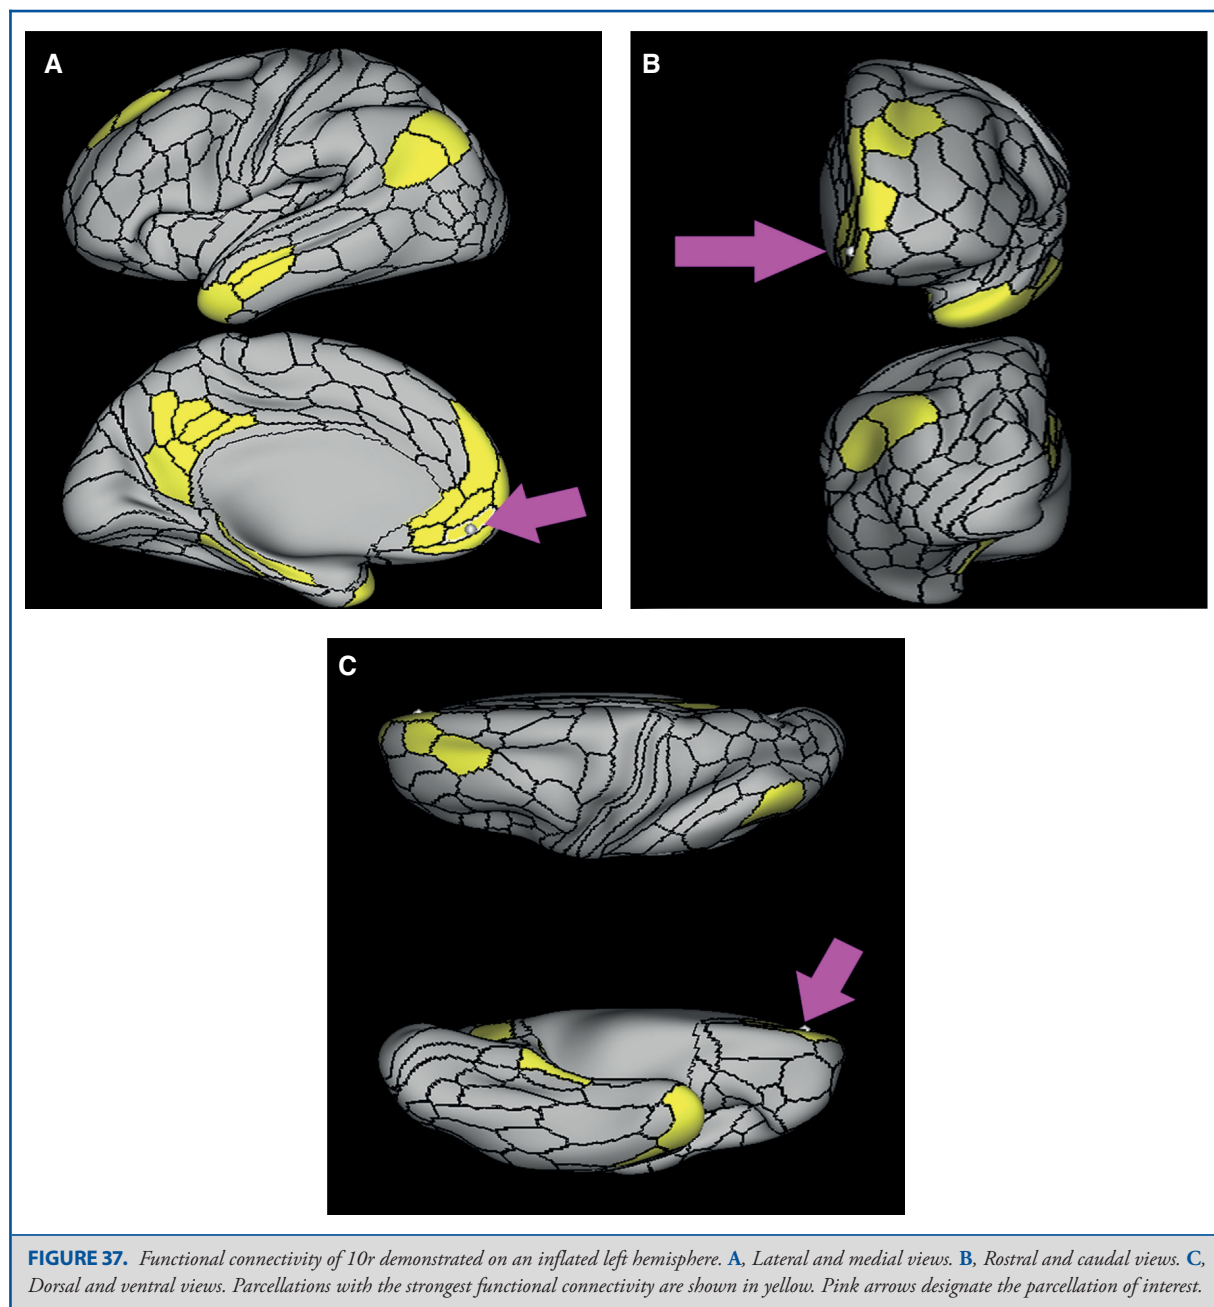 A
B
C
FIGURE 37. Functional connectivity of 10r demonstrated on an inflated left hemisphere. A, Lateral and medial views. B, Rostral and caudal views. C,
Dorsal and ventral views. Parcellations with the strongest functional connectivity are shown in yellow. Pink arrows designate the parcellation of interest.